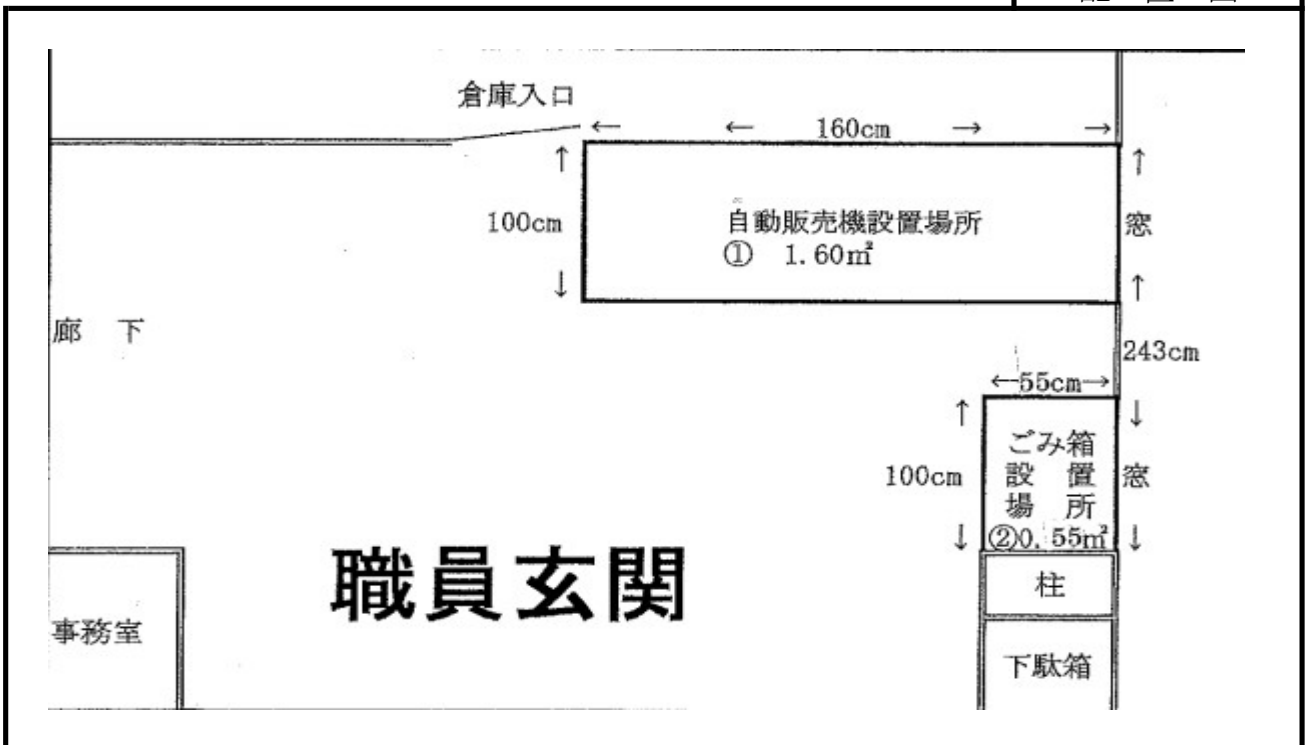 倉庫入口
← ← 160cm → →
↑ ↑
100cm 自動販売機設置場所 窓
① 1.60㎡
↓ ↑
廊 下
243cm
←55cm→
↑ ↓
ごみ箱
100cm 設 置 窓
場 所
↓ ②0.55㎡ ↓
職員玄関
柱
事務室
下駄箱